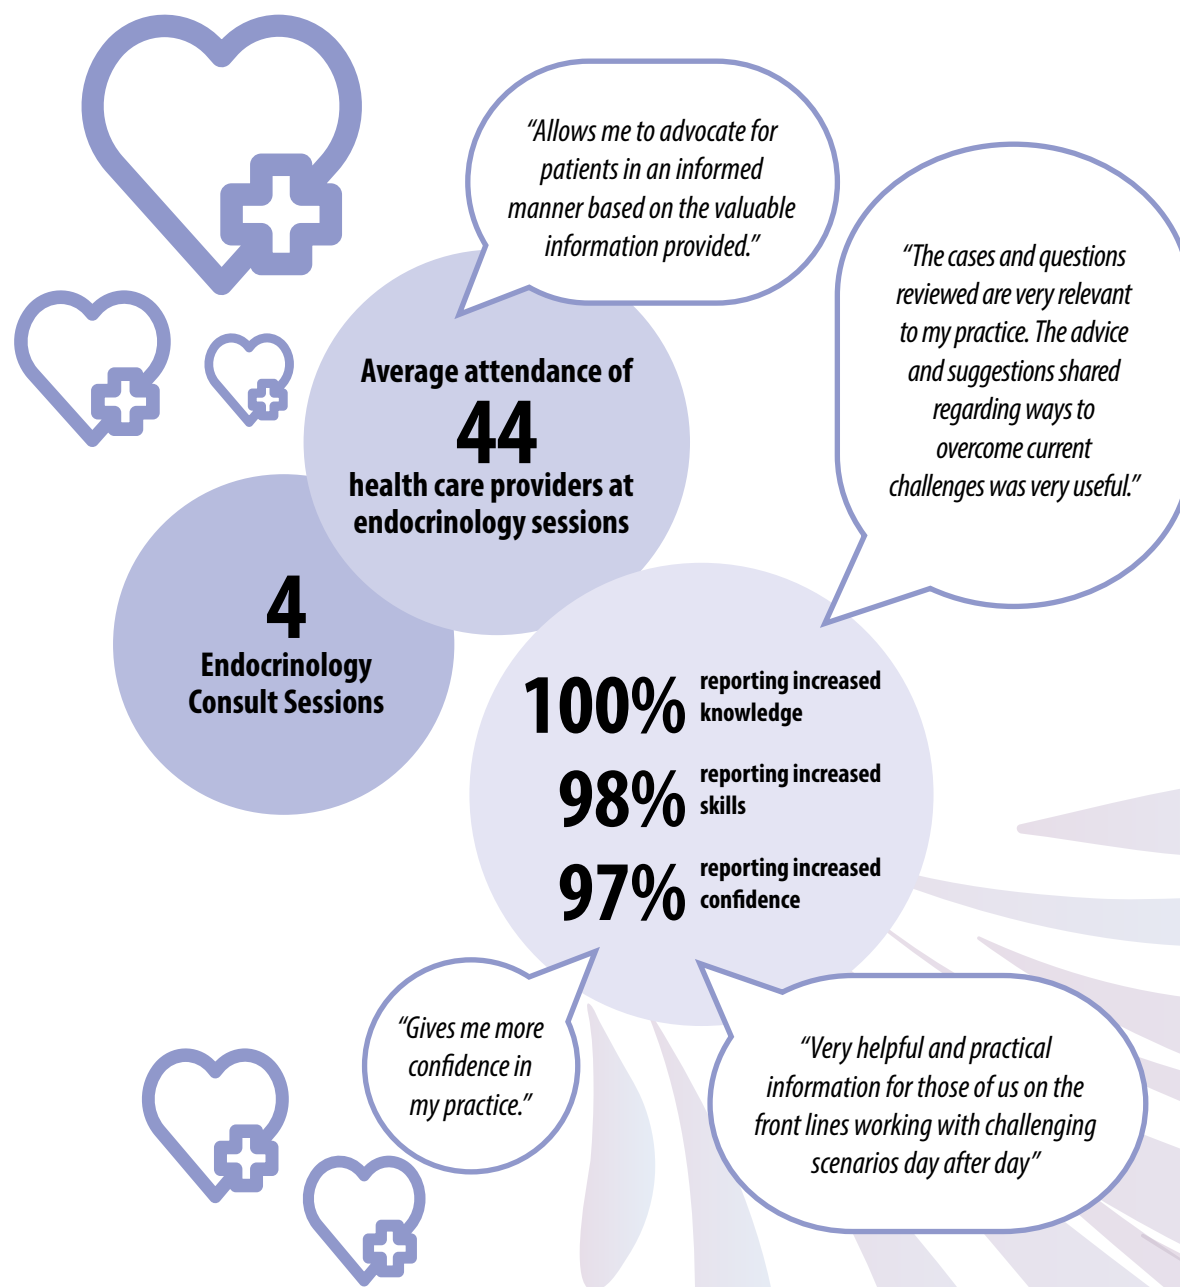 “Allows me to advocate for
patients in an informed
manner based on the valuable
information provided.”
“The cases and questions
reviewed are very relevant
to my practice. The advice
and suggestions shared
regarding ways to
overcome current
challenges was very useful.”
Average attendance of
44
health care providers at
endocrinology sessions
4
Endocrinology
Consult Sessions
100% reporting increased
knowledge
98% reporting increased
skills
97% reporting increased
confidence
“Gives me more
confidence in
my practice.”
“Very helpful and practical
information for those of us on the
front lines working with challenging
scenarios day after day”